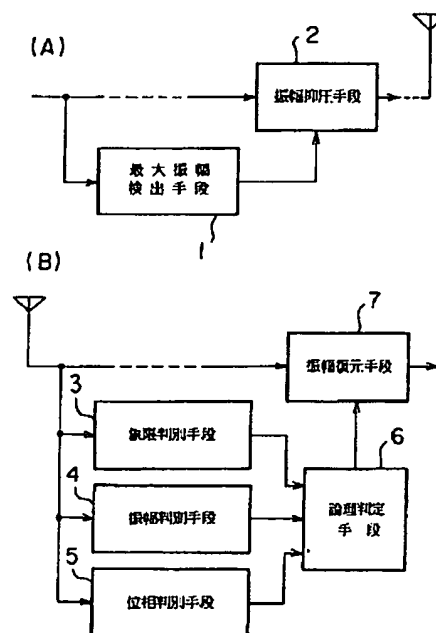 (A)
2
振幅抑圧手段
最大振幅
検出手段
1
(B)
7
振幅復元手段
3
象限判別手段
6
4
論理判定
手段
振幅判別手段
5
位相判別手段